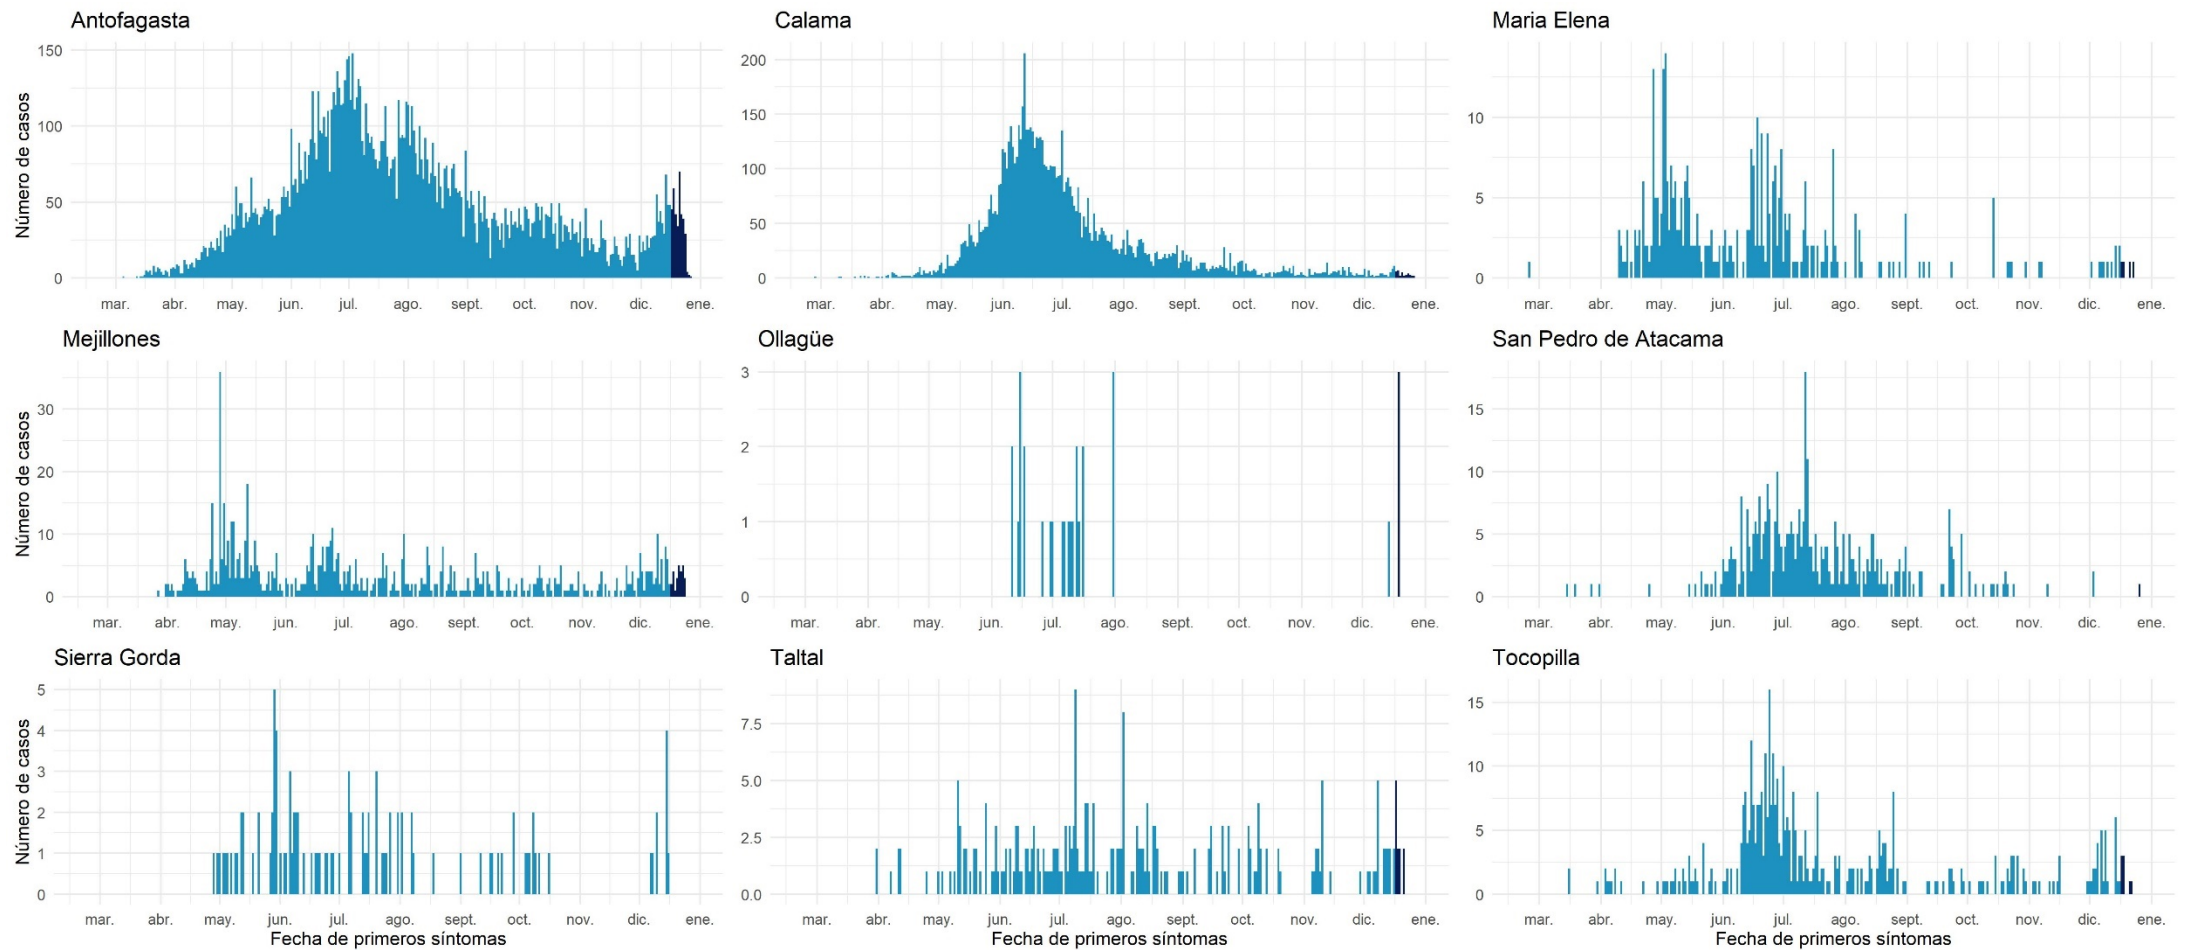 Antofagasta
Número de casos
150
100
50
0
mar. abr. may. jun. jul. ago. sept. oct. nov. dic. ene.
Calama
200
150
100
50
0
mar. abr. may. jun. jul. ago. sept. oct. nov. dic. ene.
Maria Elena
10
5
0
mar. abr. may. jun. jul. ago. sept. oct. nov. dic. ene.
Mejillones
Número de casos
30
20
10
0
mar. abr. may. jun. jul. ago. sept. oct. nov. dic. ene.
Ollagüe
3
2
1
0
mar. abr. may. jun. jul. ago. sept. oct. nov. dic. ene.
San Pedro de Atacama
15
10
5
0
mar. abr. may. jun. jul. ago. sept. oct. nov. dic. ene.
Sierra Gorda
Número de casos
5
4
3
2
1
0
mar. abr. may. jun. jul. ago. sept. oct. nov. dic. ene.
Fecha de primeros síntomas
Taltal
7.5
5.0
2.5
0.0
mar. abr. may. jun. jul. ago. sept. oct. nov. dic. ene.
Fecha de primeros síntomas
Tocopilla
15
10
5
0
mar. abr. may. jun. jul. ago. sept. oct. nov. dic. ene.
Fecha de primeros síntomas